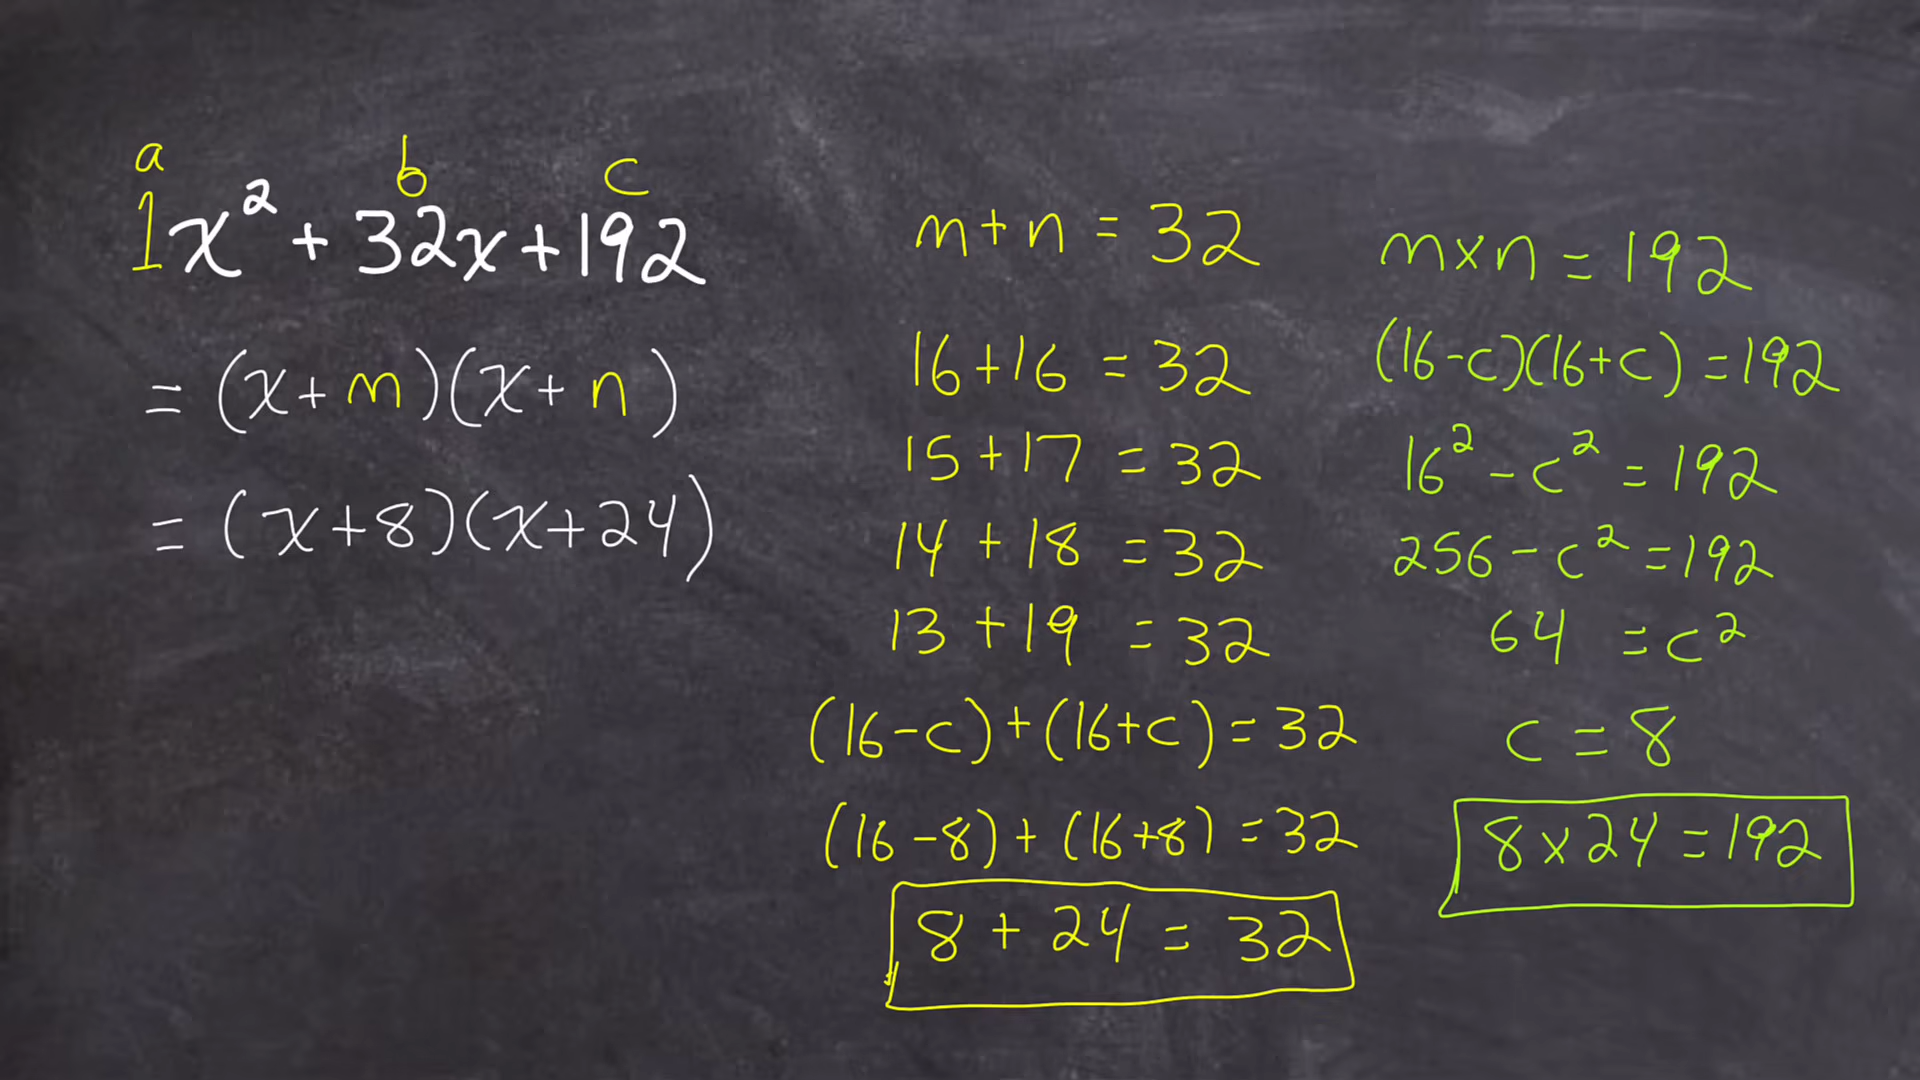 a b c
1x² + 32x + 192
= (x + m)(x + n)
= (x + 8)(x + 24)
m + n = 32
16 + 16 = 32
15 + 17 = 32
14 + 18 = 32
13 + 19 = 32
(16 - c) + (16 + c) = 32
(16 - 8) + (16 + 8) = 32
8 + 24 = 32
m x n = 192
(16 - c)(16 + c) = 192
16² - c² = 192
256 - c² = 192
64 = c²
c = 8
8 x 24 = 192